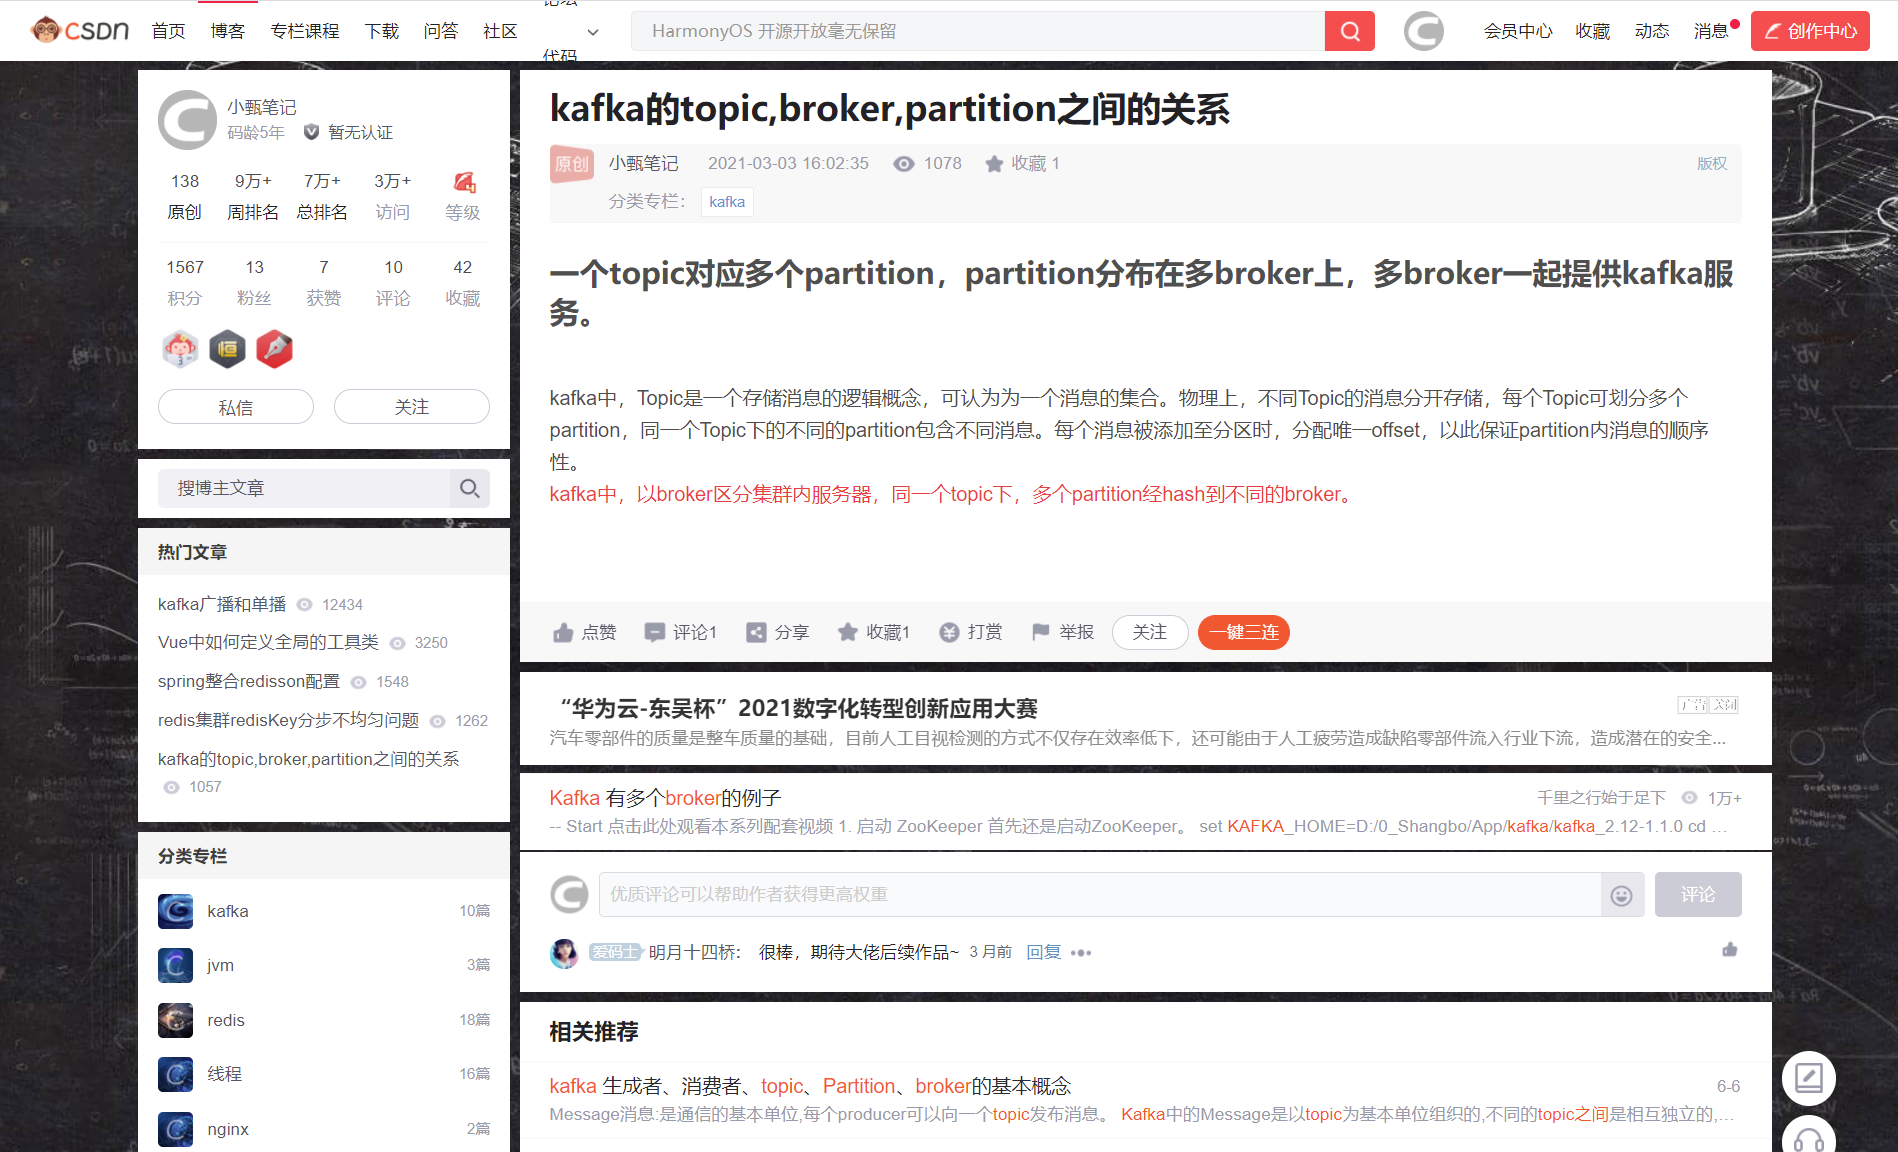 CSDN 首页 博客 专栏课程 下载 问答 社区 论坛 代码 HarmonyOS 开源开放毫无保留 会员中心 收藏 动态 消息 创作中心
小甄笔记
码龄5年 暂无认证
138 9万+ 7万+ 3万+ 4
原创 周排名 总排名 访问 等级
1567 13 7 10 42
积分 粉丝 获赞 评论 收藏
3 恒
私信 关注
搜博主文章
热门文章
kafka广播和单播 12434
Vue中如何定义全局的工具类 3250
spring整合redisson配置 1548
redis集群redisKey分步不均匀问题 1262
kafka的topic,broker,partition之间的关系
1057
分类专栏
kafka 10篇
jvm 3篇
redis 18篇
线程 16篇
nginx 2篇
kafka的topic,broker,partition之间的关系
原创 小甄笔记 2021-03-03 16:02:35 1078 收藏 1 版权
分类专栏： kafka
一个topic对应多个partition，partition分布在多broker上，多broker一起提供kafka服
务。
kafka中，Topic是一个存储消息的逻辑概念，可认为为一个消息的集合。物理上，不同Topic的消息分开存储，每个Topic可划分多个
partition，同一个Topic下的不同的partition包含不同消息。每个消息被添加至分区时，分配唯一offset，以此保证partition内消息的顺序
性。
kafka中，以broker区分集群内服务器，同一个topic下，多个partition经hash到不同的broker。
点赞 评论1 分享 收藏1 打赏 举报 关注 一键三连
“华为云-东吴杯”2021数字化转型创新应用大赛 广告 关闭
汽车零部件的质量是整车质量的基础，目前人工目视检测的方式不仅存在效率低下，还可能由于人工疲劳造成缺陷零部件流入行业下流，造成潜在的安全...
Kafka 有多个broker的例子 千里之行始于足下 1万+
-- Start 点击此处观看本系列配套视频 1. 启动 ZooKeeper 首先还是启动ZooKeeper。 set KAFKA_HOME=D:/0_Shangbo/App/kafka/kafka_2.12-1.1.0 cd ...
优质评论可以帮助作者获得更高权重 评论
爱码士 明月十四桥： 很棒，期待大佬后续作品~ 3 月前 回复
相关推荐
kafka 生成者、消费者、topic、Partition、broker的基本概念 6-6
Message消息:是通信的基本单位,每个producer可以向一个topic发布消息。 Kafka中的Message是以topic为基本单位组织的,不同的topic之间是相互独立的,...